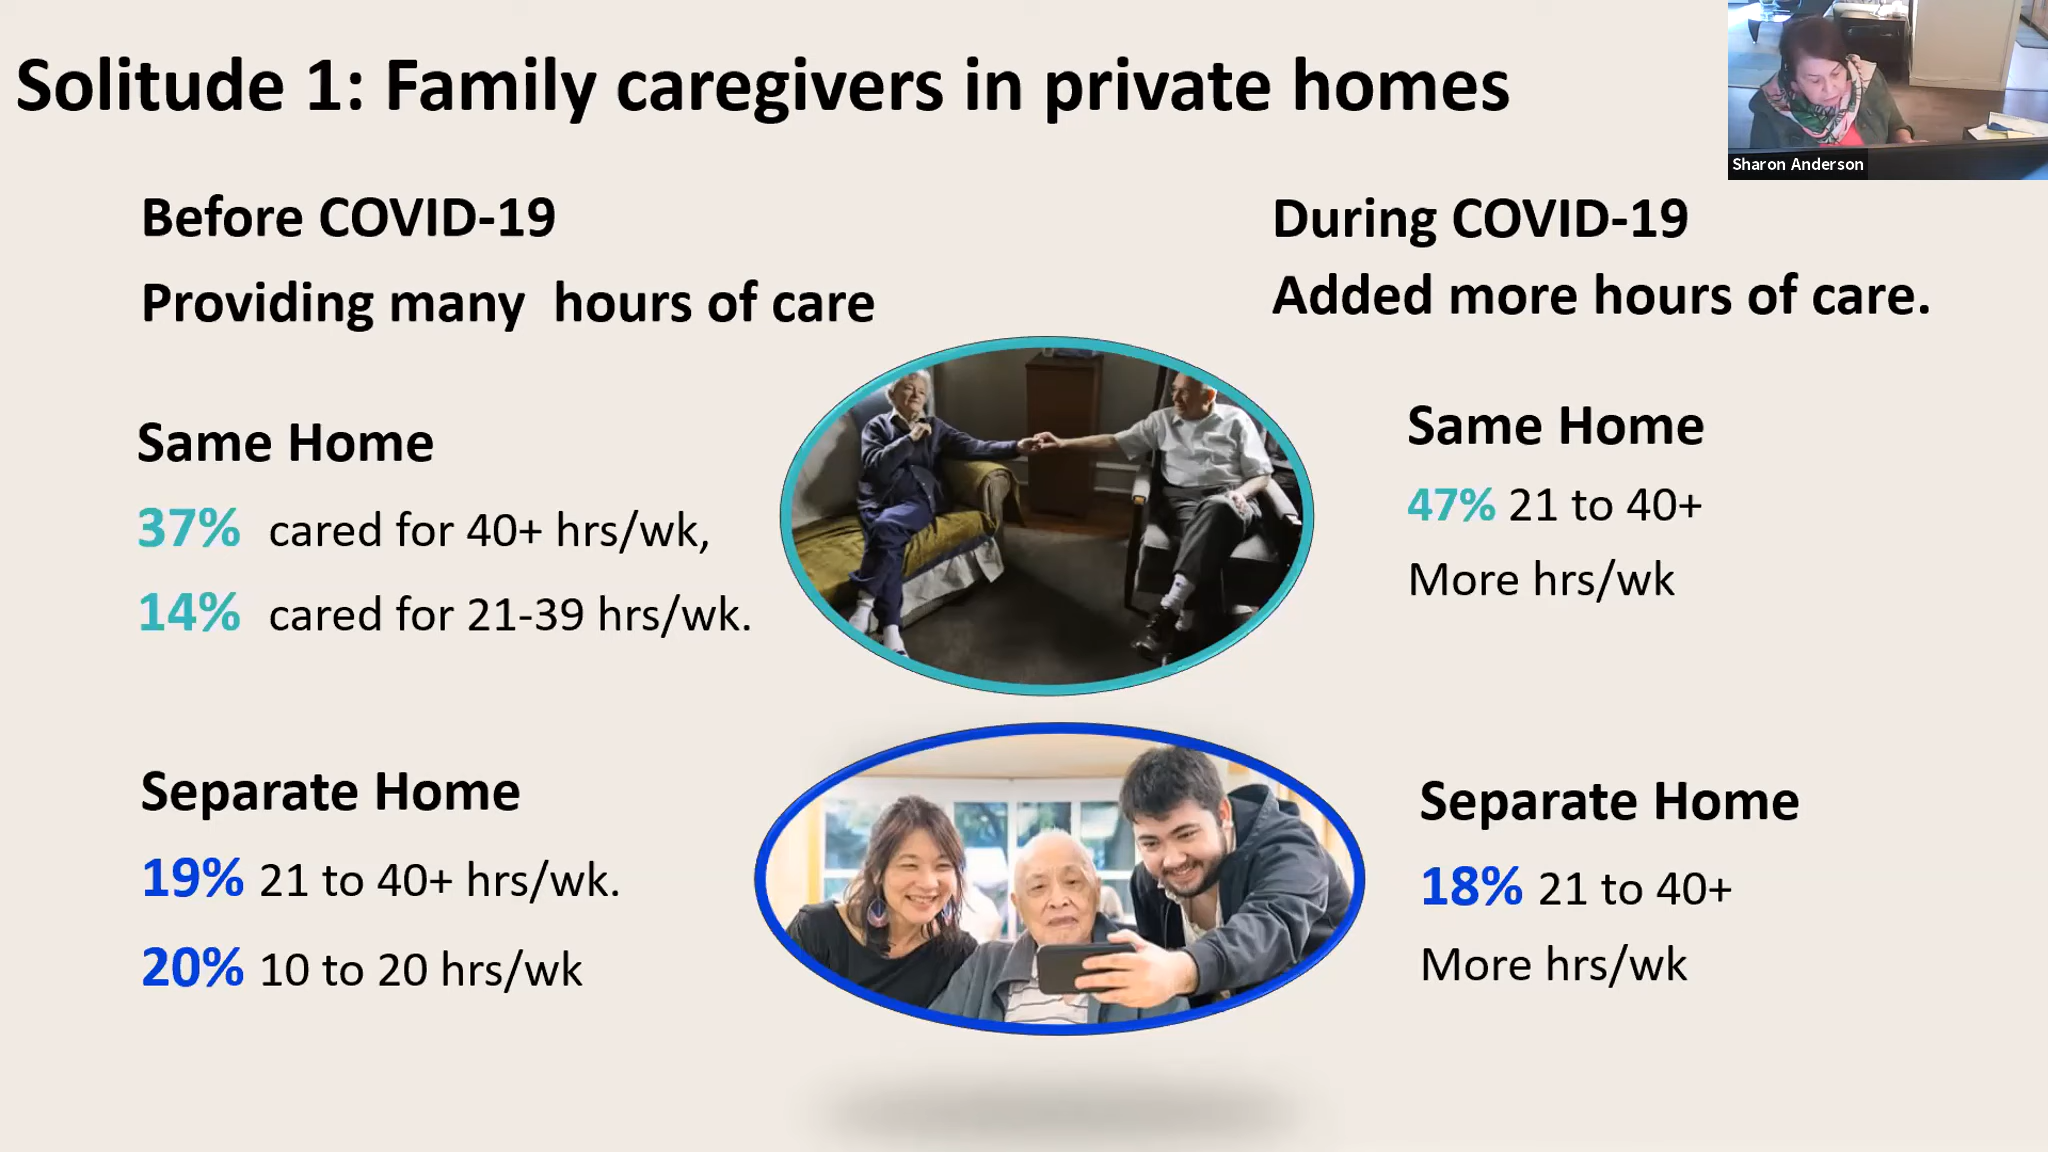 Solitude 1: Family caregivers in private homes
Sharon Anderson
Before COVID-19
Providing many  hours of care
During COVID-19
Added more hours of care.
Same Home
37% cared for 40+ hrs/wk,
14% cared for 21-39 hrs/wk.
Same Home
47% 21 to 40+
More hrs/wk
Separate Home
19% 21 to 40+ hrs/wk.
20% 10 to 20 hrs/wk
Separate Home
18% 21 to 40+
More hrs/wk